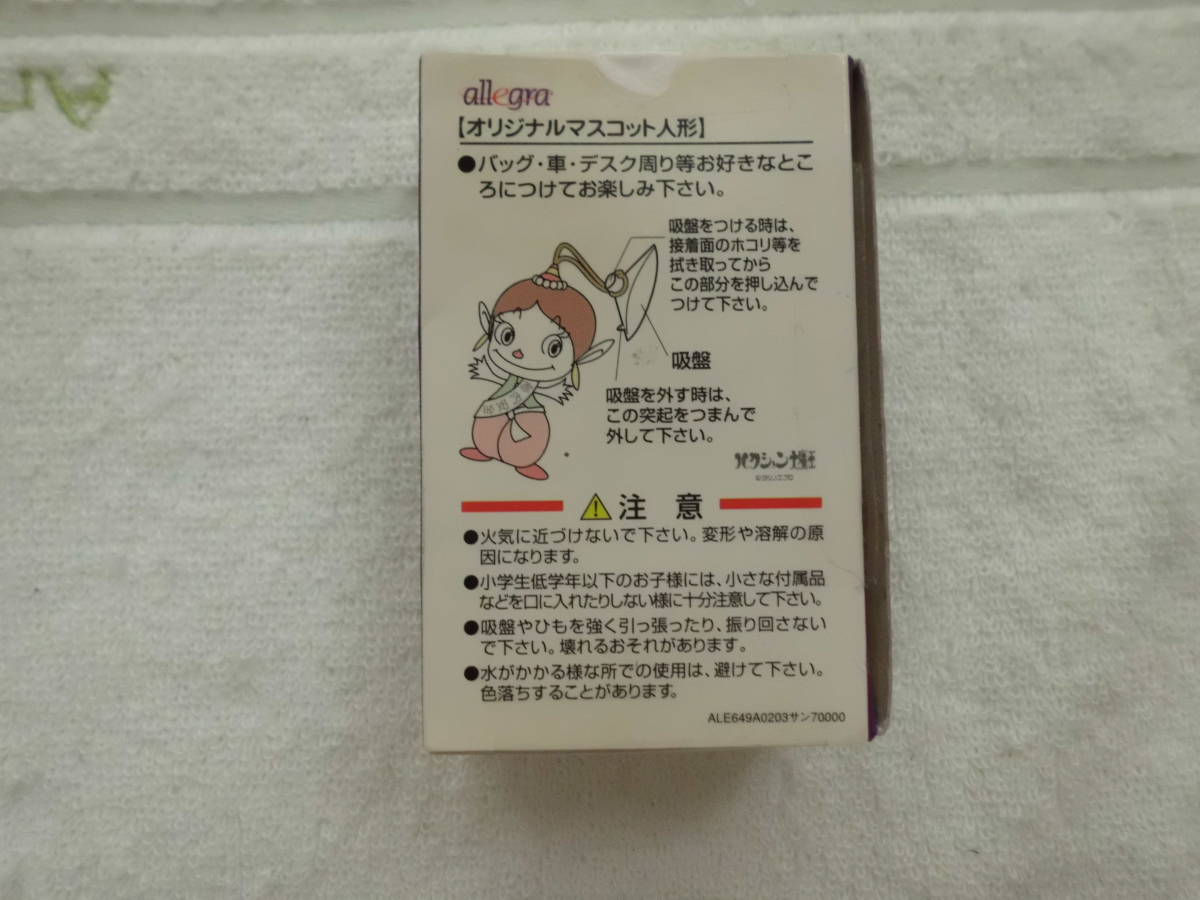 allegra
【オリジナルマスコット人形】
●バッグ・車・デスク周り等お好きなとこ
ろにつけてお楽しみ下さい。
吸盤をつける時は、
接着面のホコリ等を
拭き取ってから
この部分を押し込んで
つけて下さい。
吸盤
吸盤を外す時は、
この突起をつまんで
外して下さい。
ハクション大魔王
⚠注意
●火気に近づけないで下さい。変形や溶解の原
因になります。
●小学生低学年以下のお子様には、小さな付属品
などを口に入れたりしない様に十分注意して下さい。
●吸盤やひもを強く引っ張ったり、振り回さない
で下さい。壊れるおそれがあります。
●水がかかる様な所での使用は、避けて下さい。
色落ちすることがあります。
ALE649A0203サン70000